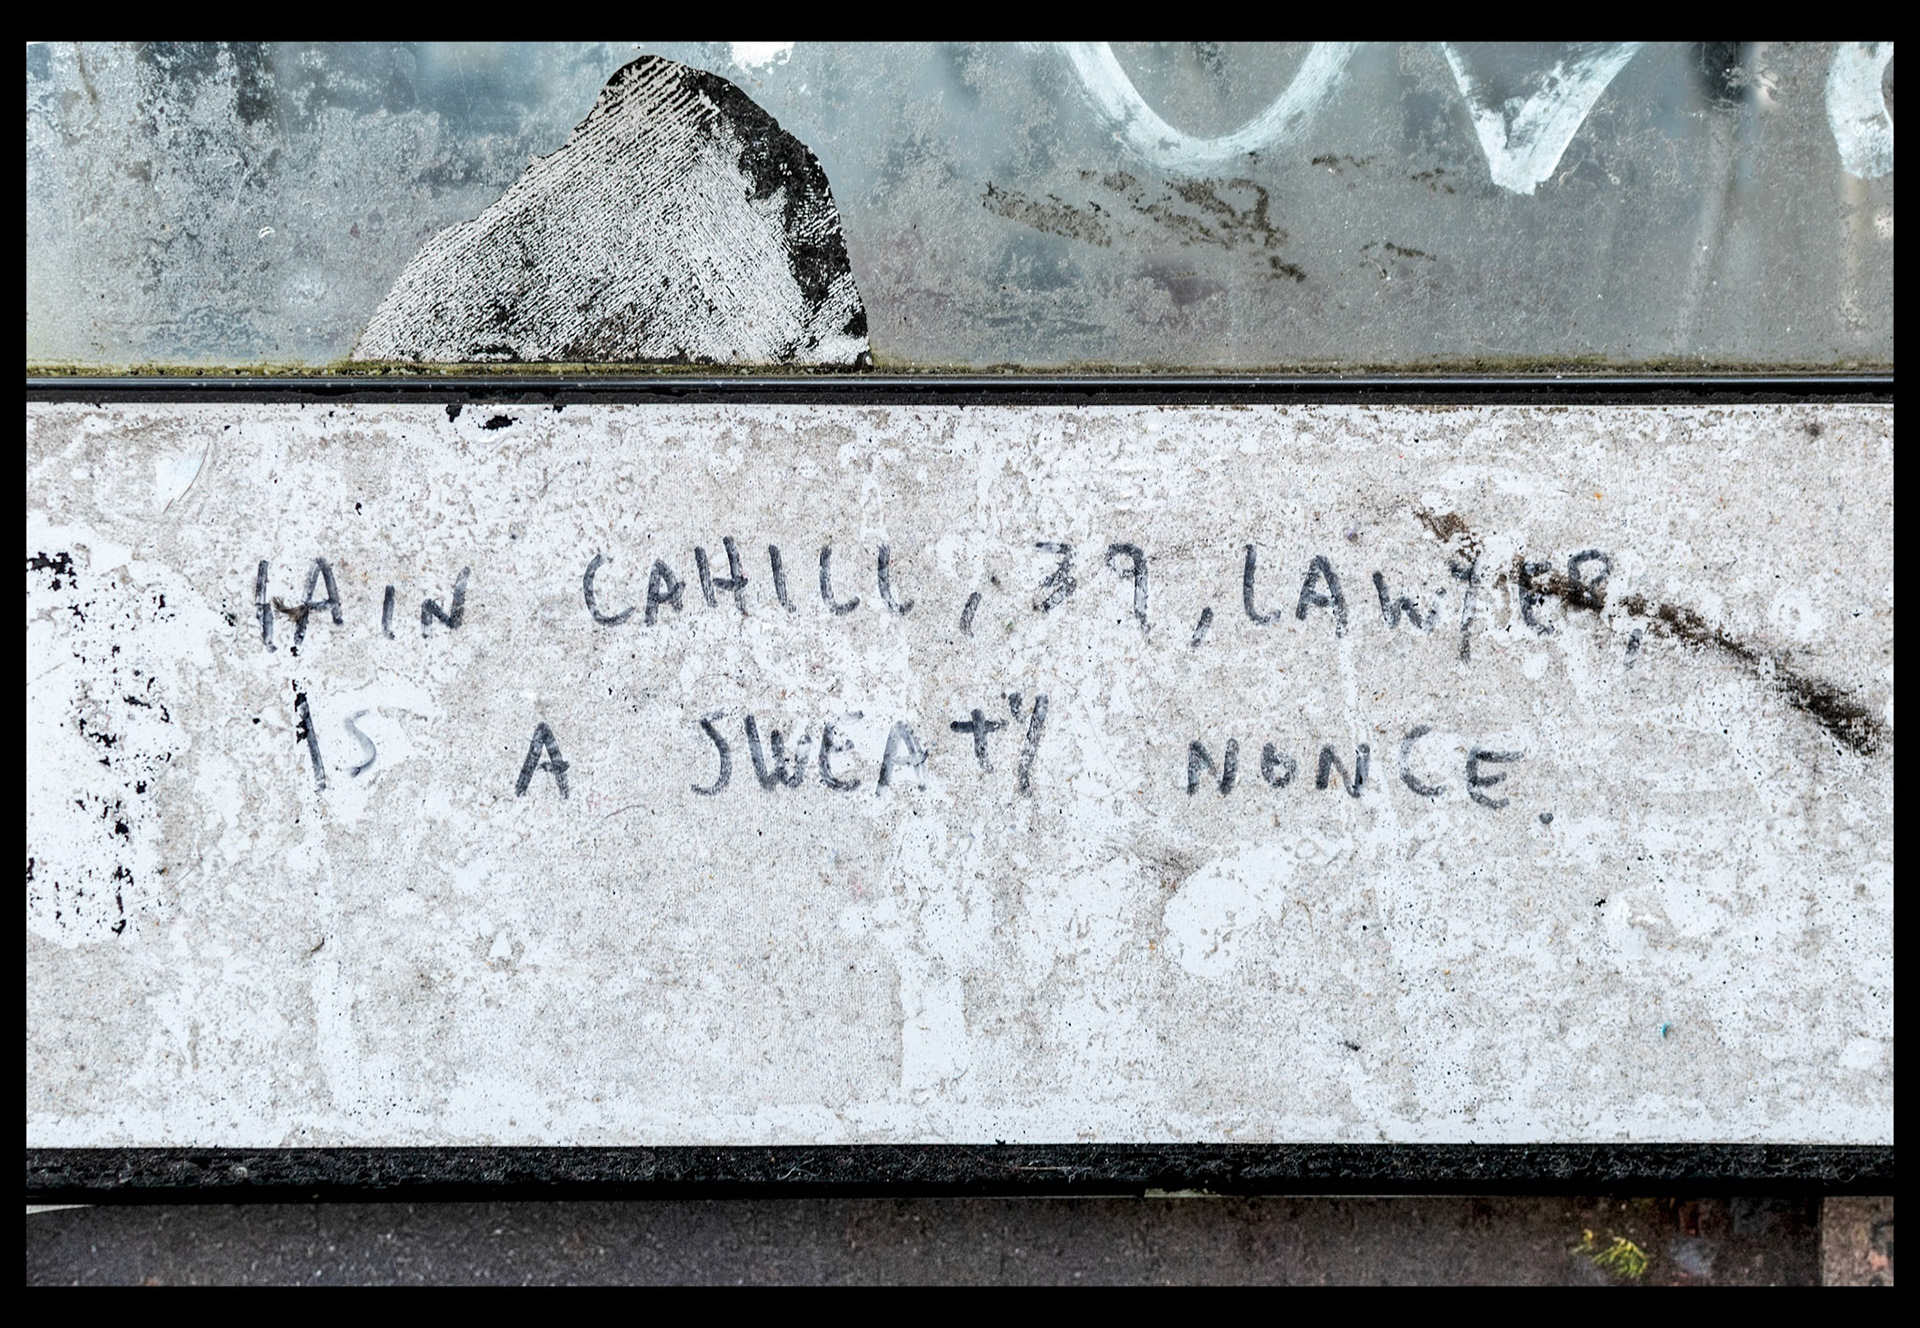 IAIN CAHILL, 39, LAWYER,
IS A SWEATY NONCE.